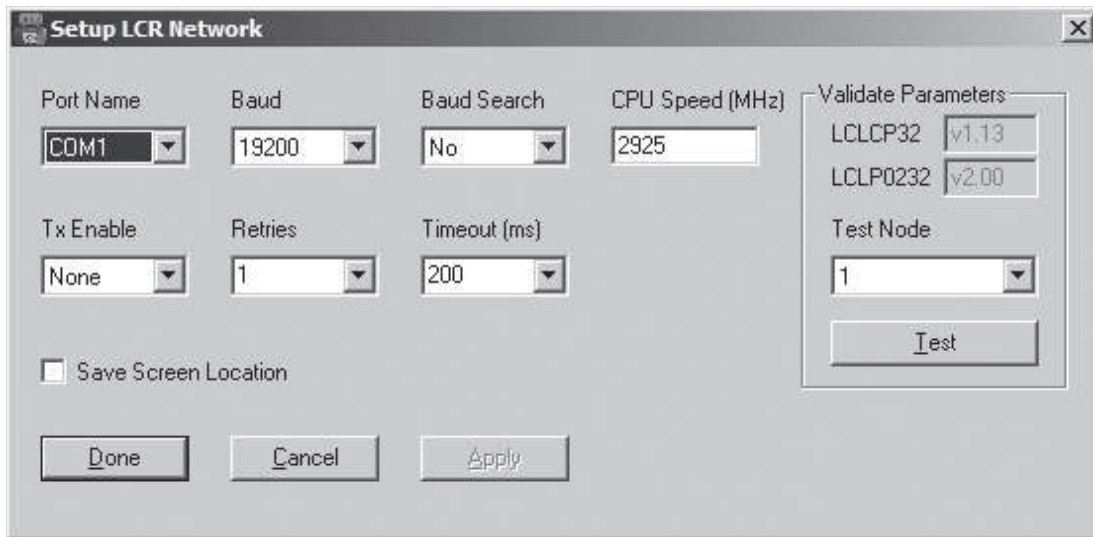 Setup LCR Network
Port Name Baud Baud Search CPU Speed (MHz) Validate Parameters
COM1 19200 No 2925 LCLCP32 v1.13
LCLP0232 v2.00
Tx Enable Retries Timeout (ms) Test Node
None 1 200 1
Test
Save Screen Location
Done Cancel Apply